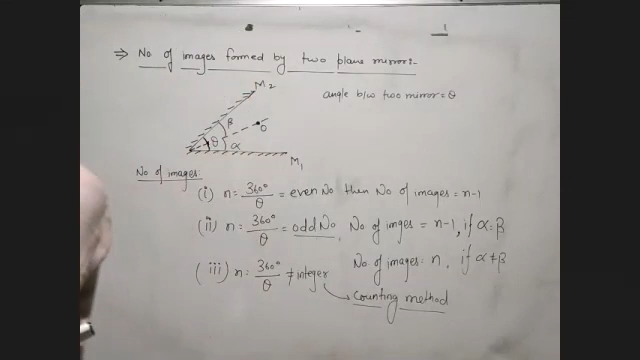 ⇒ No of images formed by two plane mirror:-
angle b/w two mirror = θ
M2
β
θ
α
O
M1
No of images:
(i) n = 360°/θ = even No then No of images = n-1
(ii) n = 360°/θ = odd No, No of imges = n-1, if α = β
No of images = n, if α ≠ β
(iii) n = 360°/θ ≠ integer
Counting method